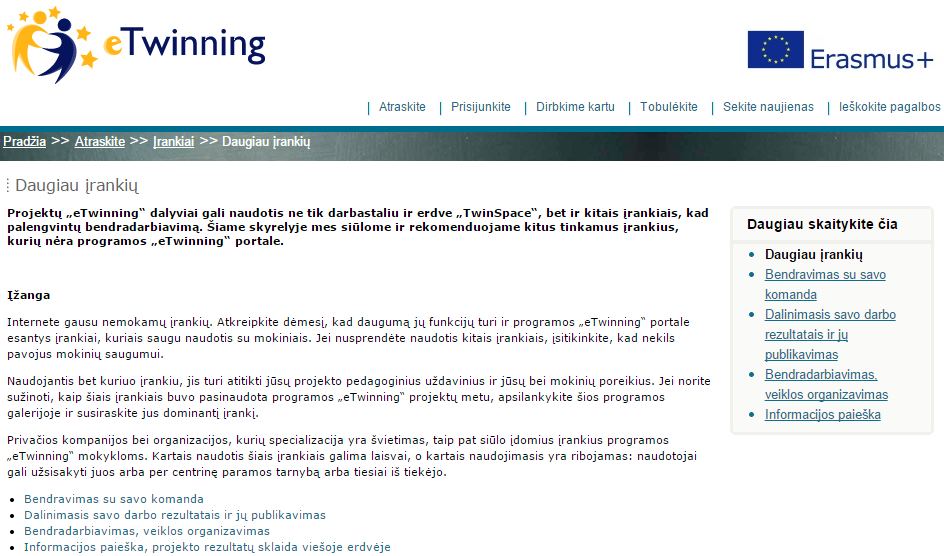 eTwinning
Erasmus+
Atraskite | Prisijunkite | Dirbkime kartu | Tobulėkite | Sekite naujienas | Ieškokite pagalbos
Pradžia >> Atraskite >> Įrankiai >> Daugiau įrankių
Daugiau įrankių
Projektų „eTwinning“ dalyviai gali naudotis ne tik darbastaliu ir erdve „TwinSpace“, bet ir kitais įrankiais, kad
palengvintų bendradarbiavimą. Šiame skyrelyje mes siūlome ir rekomenduojame kitus tinkamus įrankius,
kurių nėra programos „eTwinning“ portale.
Įžanga
Internete gausu nemokamų įrankių. Atkreipkite dėmesį, kad daugumą jų funkcijų turi ir programos „eTwinning“ portale
esantys įrankiai, kuriais saugu naudotis su mokiniais. Jei nusprendėte naudotis kitais įrankiais, įsitikinkite, kad nekils
pavojus mokinių saugumui.
Naudojantis bet kuriuo įrankiu, jis turi atitikti jūsų projekto pedagoginius uždavinius ir jūsų bei mokinių poreikius. Jei norite
sužinoti, kaip šiais įrankiais buvo pasinaudota programos „eTwinning“ projektų metu, apsilankykite šios programos
galerijoje ir susiraskite jus dominantį įrankį.
Privačios kompanijos bei organizacijos, kurių specializacija yra švietimas, taip pat siūlo įdomius įrankius programos
„eTwinning“ mokykloms. Kartais naudotis šiais įrankiais galima laisvai, o kartais naudojimasis yra ribojamas: naudotojai
gali užsisakyti juos arba per centrinę paramos tarnybą arba tiesiai iš tiekėjo.
Bendravimas su savo komanda
Dalinimasis savo darbo rezultatais ir jų publikavimas
Bendradarbiavimas, veiklos organizavimas
Informacijos paieška, projekto rezultatų sklaida viešoje erdvėje
Daugiau skaitykite čia
Daugiau įrankių
Bendravimas su savo
komanda
Dalinimasis savo darbo
rezultatais ir jų
publikavimas
Bendradarbiavimas,
veiklos organizavimas
Informacijos paieška